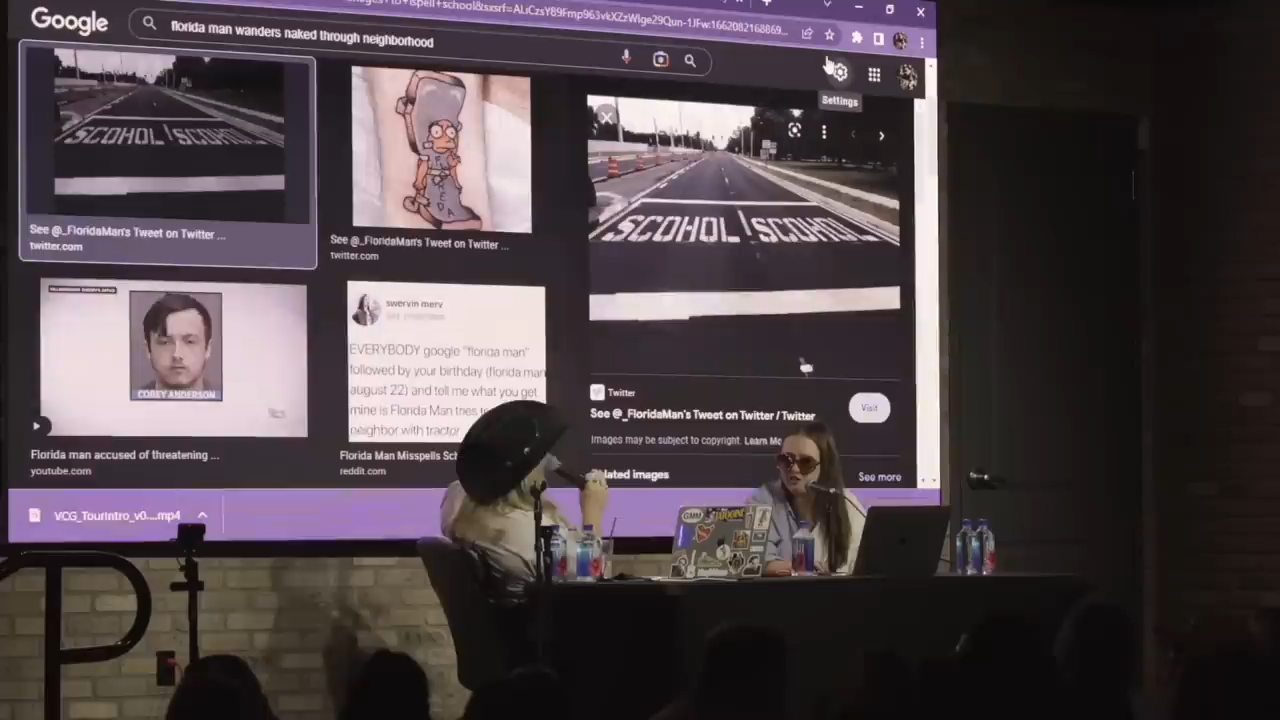 Google
florida man wanders naked through neighborhood
Settings
SCOHOL SCOHOL
See @_FloridaMan's Tweet on Twitter ...
twitter.com
See @_FloridaMan's Tweet on Twitter ...
twitter.com
SCOHOL SCOHOL
COREY ANDERSON
Florida man accused of threatening ...
youtube.com
swervin merv
EVERYBODY google "florida man"
followed by your birthday (florida man
august 22) and tell me what you get
mine is Florida Man tries
neighbor with tractor
Florida Man Misspells
reddit.com
Twitter
See @_FloridaMan's Tweet on Twitter / Twitter
Visit
Images may be subject to copyright. Learn
images
See more
VCG_TourIntro_v0....mp4
GMM
P